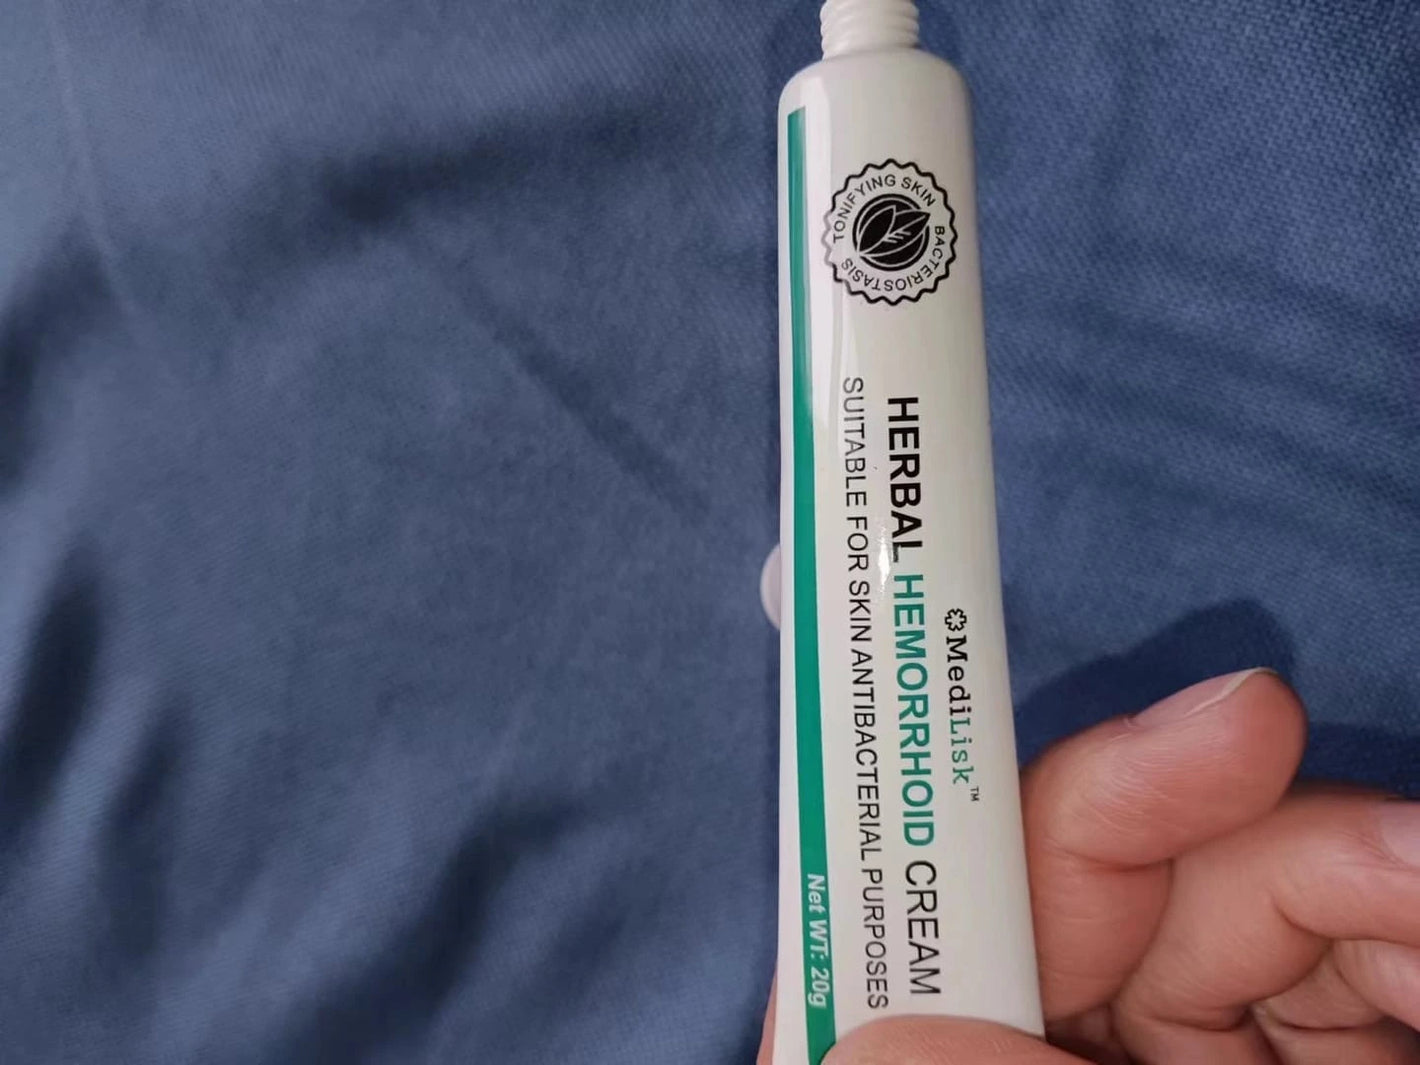 TONIFYING SKIN
BACTERIOSTASIS
MediLisk™
HERBAL HEMORRHOID CREAM
SUITABLE FOR SKIN ANTIBACTERIAL PURPOSES
Net WT: 20g